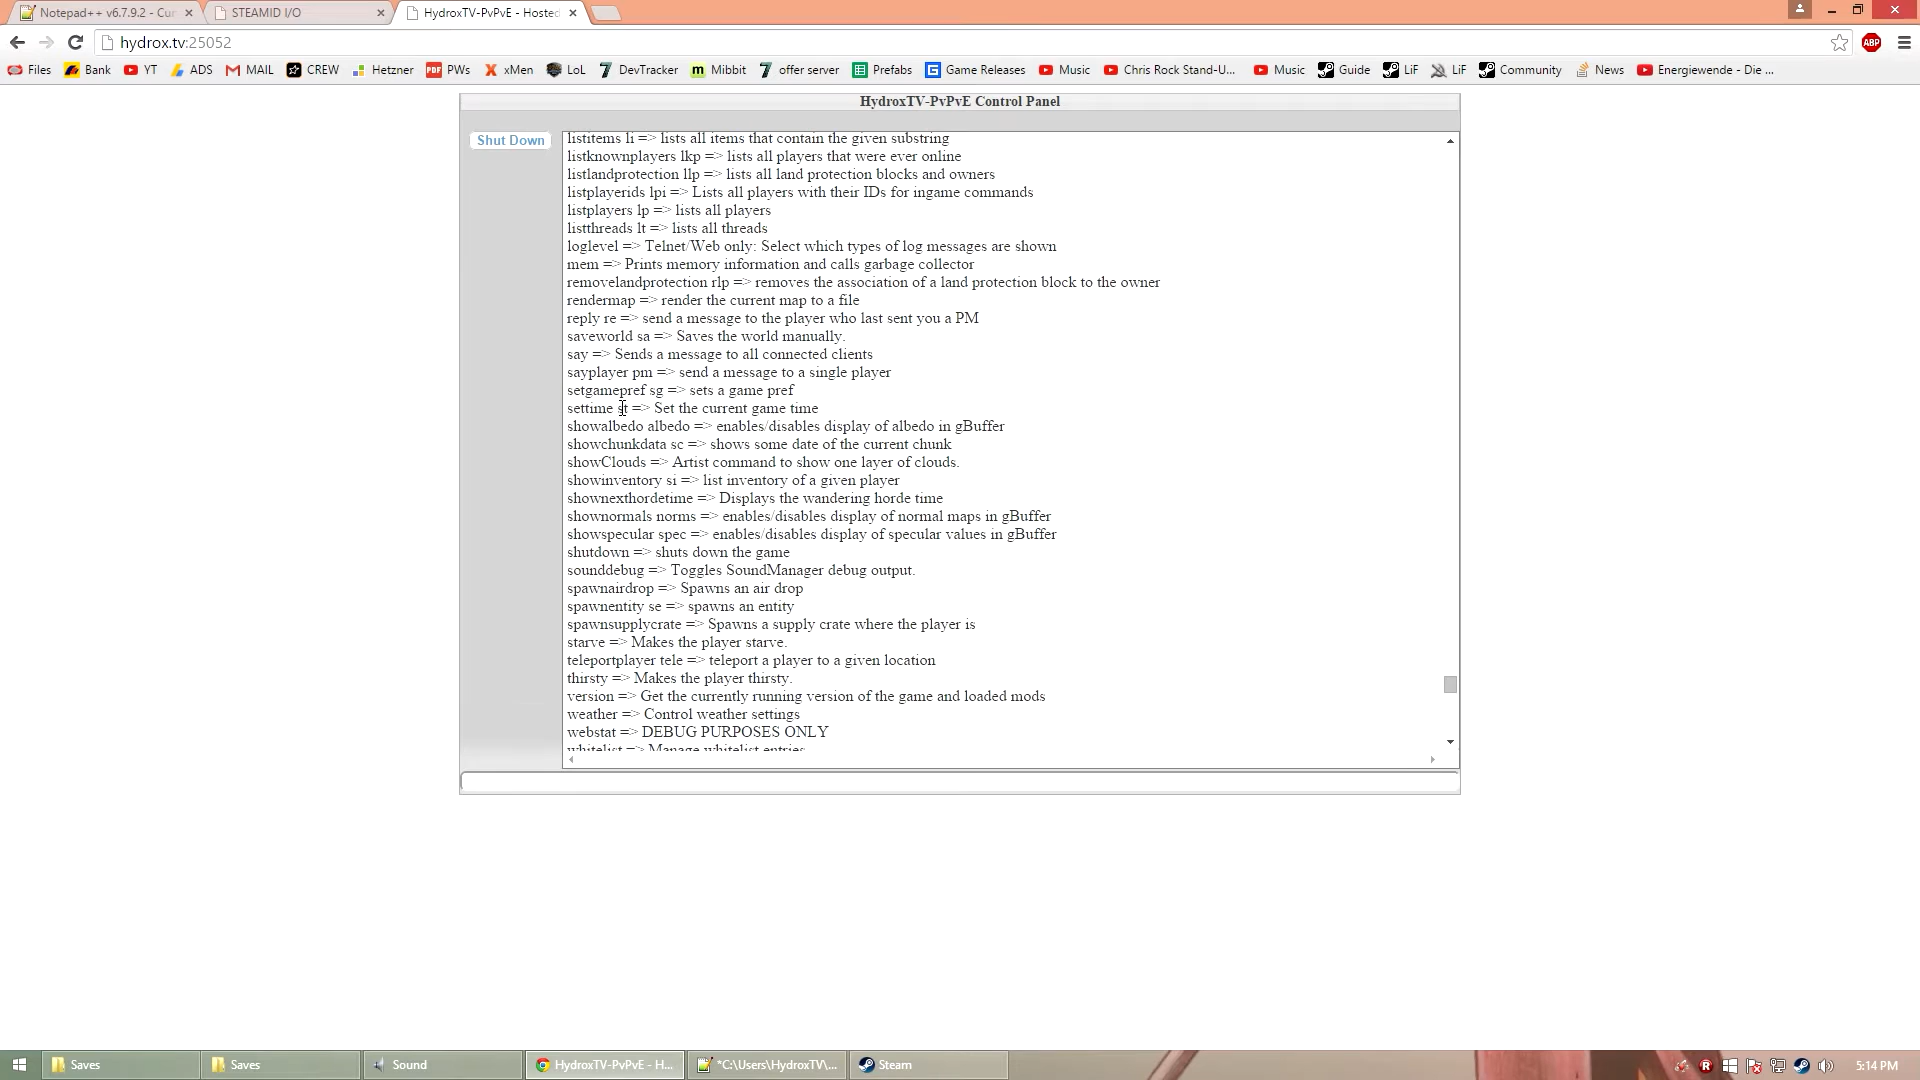 Notepad++ v6.7.9.2 - Cur
STEAMID I/O
HydroxTV-PvPvE - Hosted
hydrox.tv:25052
ABP
Files Bank YT ADS MAIL CREW Hetzner PDF PWs xMen LoL 7 DevTracker m Mibbit 7 offer server Prefabs G Game Releases Music Chris Rock Stand-U... Music Guide LiF LiF Community News Energiewende - Die ...
HydroxTV-PvPvE Control Panel
Shut Down
listitems li => lists all items that contain the given substring
listknownplayers lkp => lists all players that were ever online
listlandprotection llp => lists all land protection blocks and owners
listplayerids lpi => Lists all players with their IDs for ingame commands
listplayers lp => lists all players
listthreads lt => lists all threads
loglevel => Telnet/Web only: Select which types of log messages are shown
mem => Prints memory information and calls garbage collector
removelandprotection rlp => removes the association of a land protection block to the owner
rendermap => render the current map to a file
reply re => send a message to the player who last sent you a PM
saveworld sa => Saves the world manually.
say => Sends a message to all connected clients
sayplayer pm => send a message to a single player
setgamepref sg => sets a game pref
settime st => Set the current game time
showalbedo albedo => enables/disables display of albedo in gBuffer
showchunkdata sc => shows some date of the current chunk
showClouds => Artist command to show one layer of clouds.
showinventory si => list inventory of a given player
shownexthordetime => Displays the wandering horde time
shownormals norms => enables/disables display of normal maps in gBuffer
showspecular spec => enables/disables display of specular values in gBuffer
shutdown => shuts down the game
sounddebug => Toggles SoundManager debug output.
spawnairdrop => Spawns an air drop
spawnentity se => spawns an entity
spawnsupplycrate => Spawns a supply crate where the player is
starve => Makes the player starve.
teleportplayer tele => teleport a player to a given location
thirsty => Makes the player thirsty.
version => Get the currently running version of the game and loaded mods
weather => Control weather settings
webstat => DEBUG PURPOSES ONLY
whitelist => Manage whitelist entries
Saves
Saves
Sound
HydroxTV-PvPvE - H...
*C:\Users\HydroxTV\...
Steam
5:14 PM